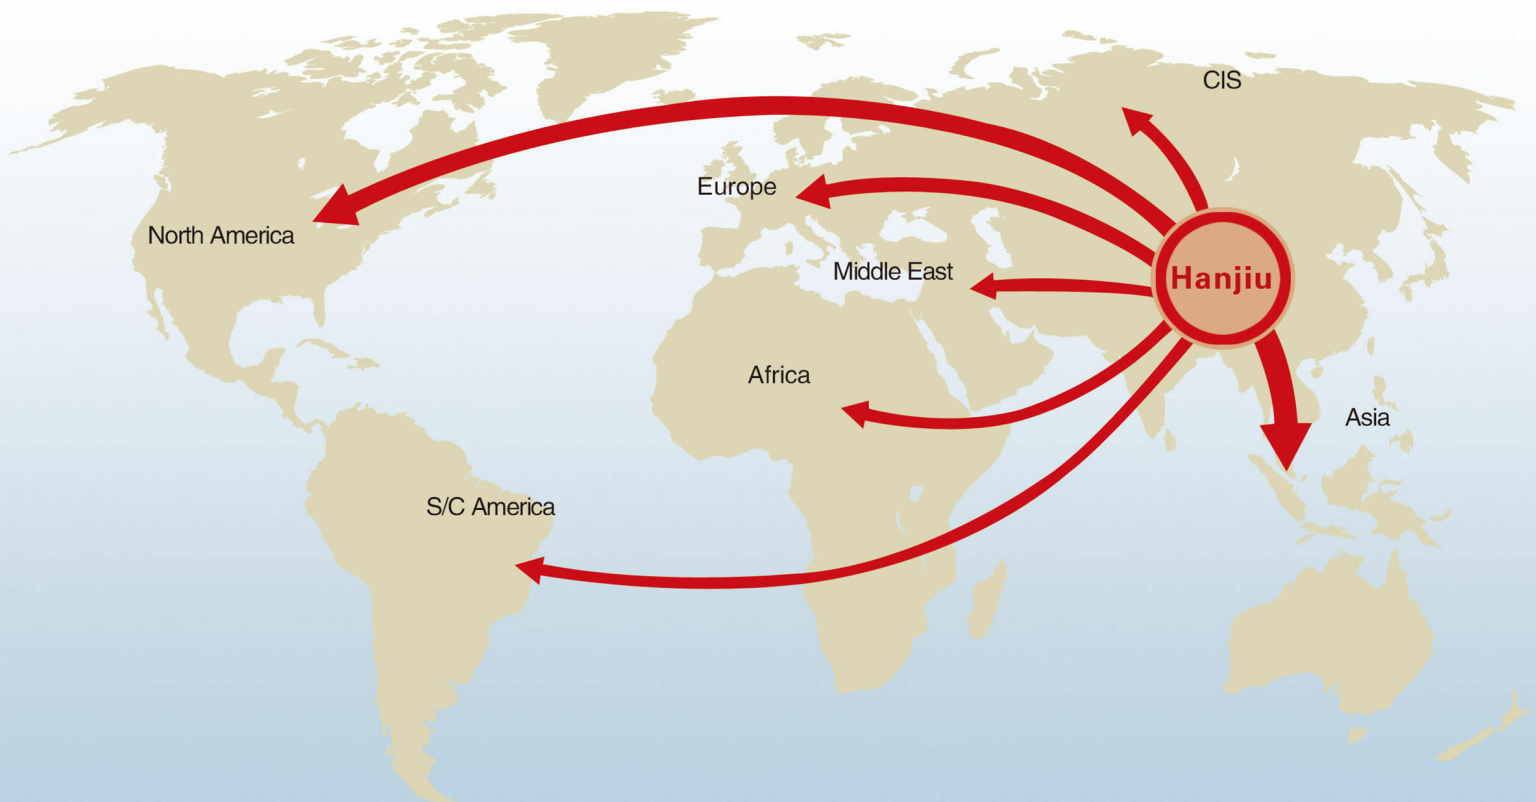 CIS
Europe
North America
Middle East
Hanjiu
Africa
Asia
S/C America